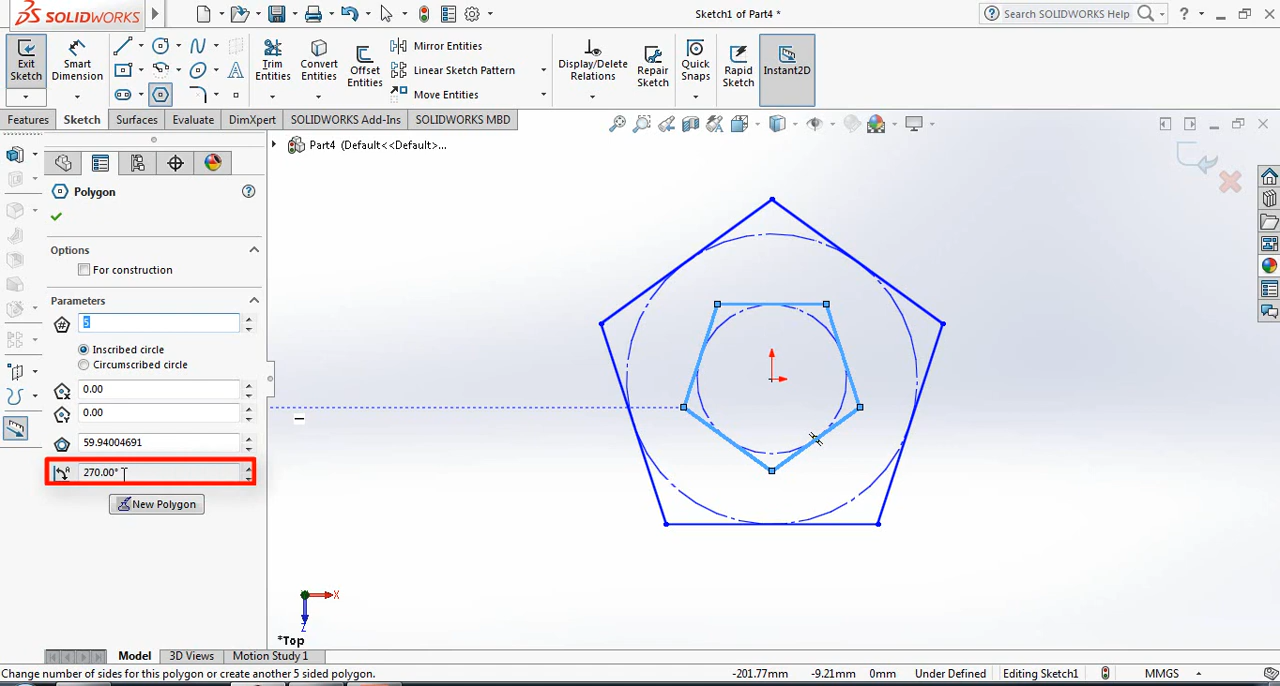 SOLIDWORKS
Sketch1 of Part4 *
Search SOLIDWORKS Help
?
Exit Sketch
Smart Dimension
Trim Entities
Convert Entities
Offset Entities
Mirror Entities
Linear Sketch Pattern
Move Entities
Display/Delete Relations
Repair Sketch
Quick Snaps
Rapid Sketch
Instant2D
Features
Sketch
Surfaces
Evaluate
DimXpert
SOLIDWORKS Add-Ins
SOLIDWORKS MBD
Part4 (Default<<Default>...
Polygon
Options
For construction
Parameters
5
Inscribed circle
Circumscribed circle
0.00
0.00
59.94004691
270.00°
New Polygon
X
Z
*Top
Model
3D Views
Motion Study 1
Change number of sides for this polygon or create another 5 sided polygon.
-201.77mm
-9.21mm
0mm
Under Defined
Editing Sketch1
MMGS